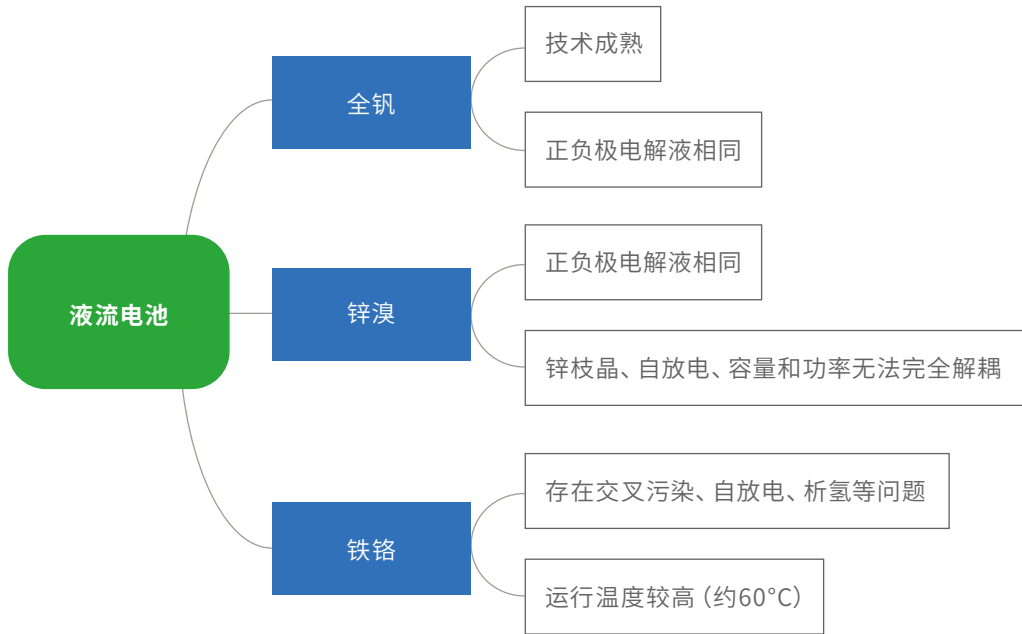 技术成熟
全钒
正负极电解液相同
正负极电解液相同
液流电池
锌溴
锌枝晶、自放电、容量和功率无法完全解耦
存在交叉污染、自放电、析氢等问题
铁铬
运行温度较高（约60°C）